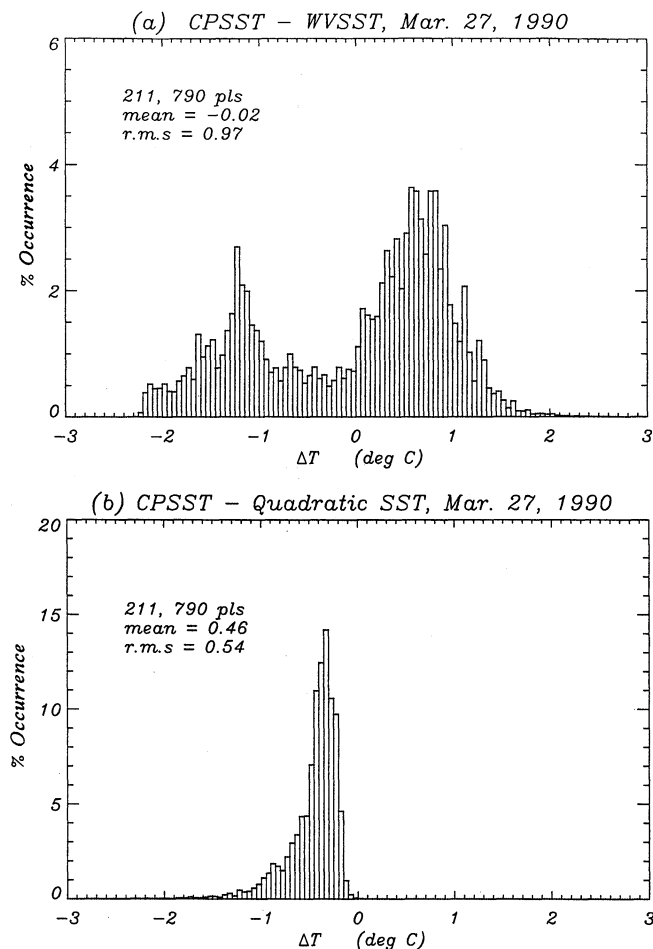 (a) CPSST – WVSST, Mar. 27, 1990
6
4
2
0
% Occurrence
211, 790 pls
mean = −0.02
r.m.s = 0.97
−3 −2 −1 0 1 2 3
ΔT (deg C)
(b) CPSST – Quadratic SST, Mar. 27, 1990
20
15
10
5
0
% Occurrence
211, 790 pls
mean = 0.46
r.m.s = 0.54
−3 −2 −1 0 1 2 3
ΔT (deg C)